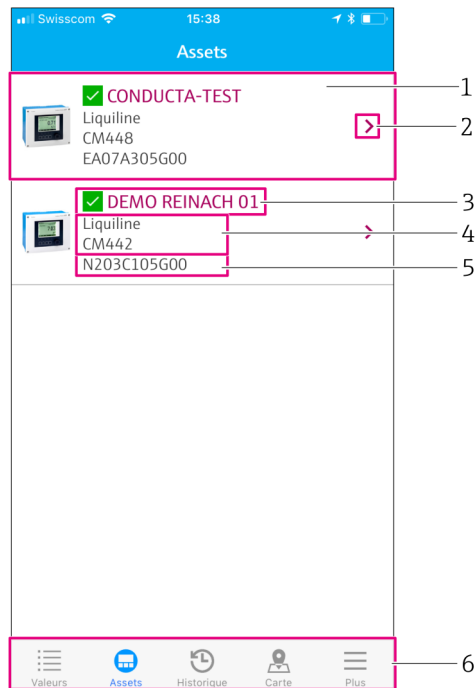 Swisscom 15:38
Assets
CONDUCTA-TEST
Liquiline
CM448
EA07A305G00
DEMO REINACH 01
Liquiline
CM442
N203C105G00
1
2
3
4
5
6
Valeurs Assets Historique Carte Plus